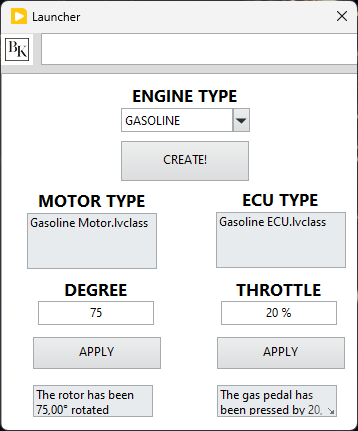 Launcher
BK
ENGINE TYPE
GASOLINE
CREATE!
MOTOR TYPE
Gasoline Motor.lvclass
ECU TYPE
Gasoline ECU.lvclass
DEGREE
75
APPLY
The rotor has been
75,00° rotated
THROTTLE
20 %
APPLY
The gas pedal has
been pressed by 20,